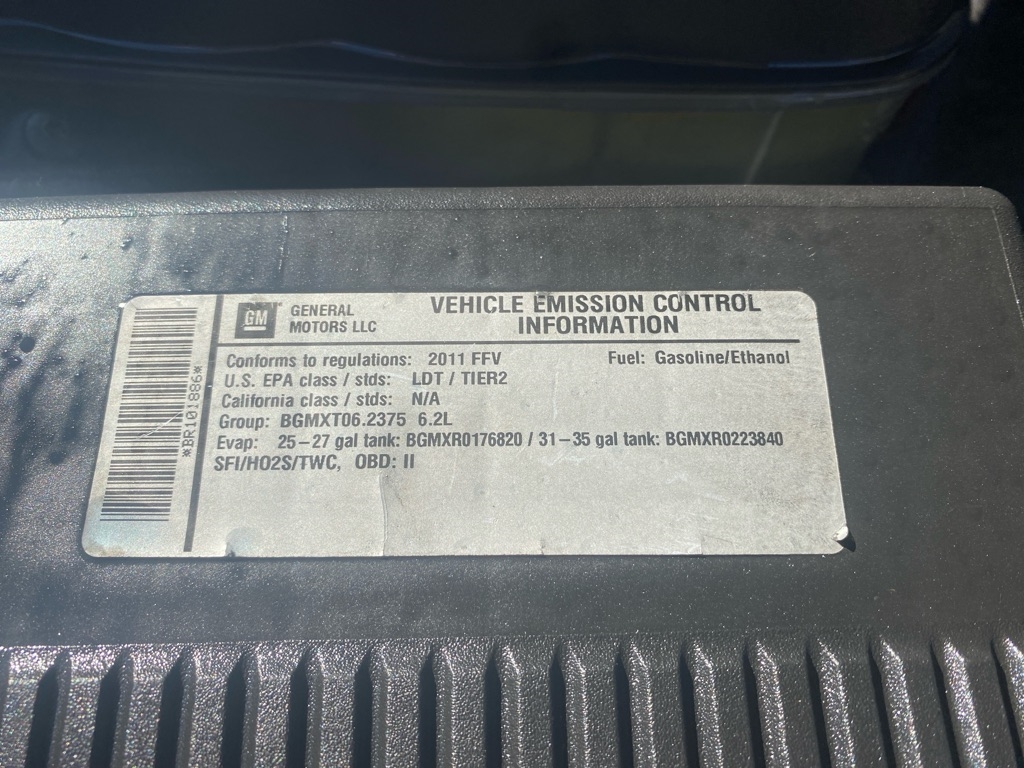 *BR101886*
GM
GENERAL
MOTORS LLC
VEHICLE EMISSION CONTROL
INFORMATION
Conforms to regulations: 2011 FFV Fuel: Gasoline/Ethanol
U.S. EPA class / stds: LDT / TIER2
California class / stds: N/A
Group: BGMXT06.2375 6.2L
Evap: 25–27 gal tank: BGMXR0176820 / 31–35 gal tank: BGMXR0223840
SFI/HO2S/TWC, OBD: II